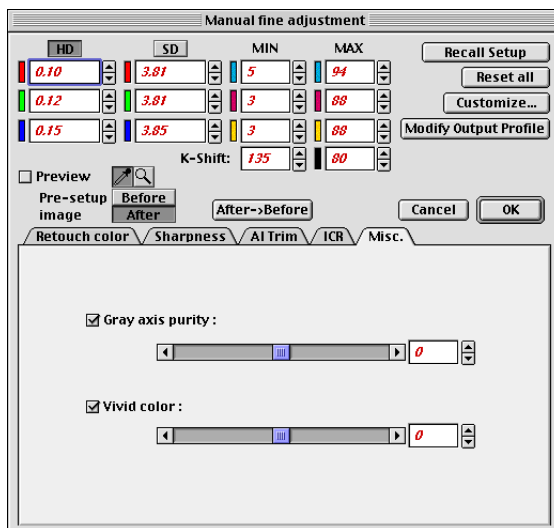 Manual fine adjustment
HD SD MIN MAX
0.10 3.81 5 94
0.12 3.81 3 88
0.15 3.85 3 88
K-Shift: 135 80
Recall Setup
Reset all
Customize...
Modify Output Profile
Preview
Pre-setup image
Before
After
After->Before
Cancel OK
Retouch color Sharpness AI Trim ICR Misc.
Gray axis purity :
0
Vivid color :
0